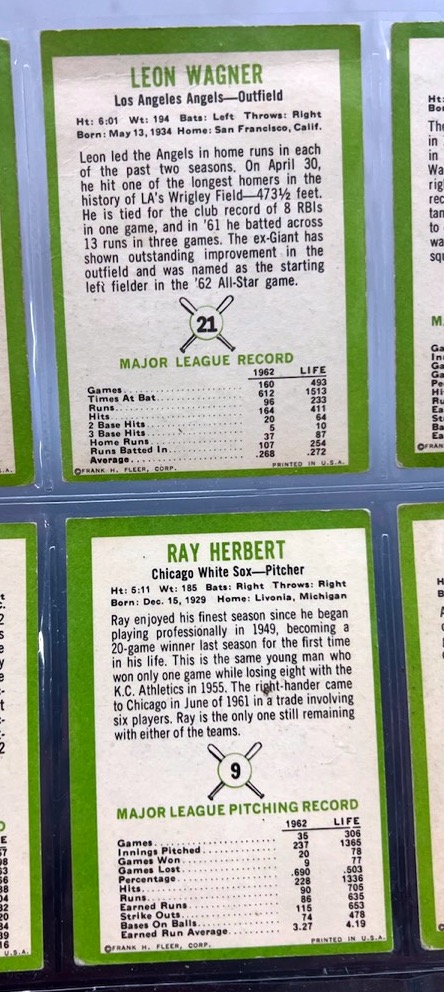 LEON WAGNER
Los Angeles Angels—Outfield
Ht: 6:01 Wt: 194 Bats: Left Throws: Right
Born: May 13, 1934 Home: San Francisco, Calif.
Leon led the Angels in home runs in each
of the past two seasons. On April 30,
he hit one of the longest homers in the
history of LA's Wrigley Field—473½ feet.
He is tied for the club record of 8 RBIs
in one game, and in '61 he batted across
13 runs in three games. The ex-Giant has
shown outstanding improvement in the
outfield and was named as the starting
left fielder in the '62 All-Star game.
21
MAJOR LEAGUE RECORD
1962 LIFE
Games 160 493
Times At Bat 612 1513
Runs 96 233
Hits 164 411
2 Base Hits 20 64
3 Base Hits 5 10
Home Runs 37 87
Runs Batted In 107 254
Average .268 .272
©FRANK H. FLEER, CORP. PRINTED IN U.S.A.
RAY HERBERT
Chicago White Sox—Pitcher
Ht: 5:11 Wt: 185 Bats: Right Throws: Right
Born: Dec. 15, 1929 Home: Livonia, Michigan
Ray enjoyed his finest season since he began
playing professionally in 1949, becoming a
20-game winner last season for the first time
in his life. This is the same young man who
won only one game while losing eight with the
K.C. Athletics in 1955. The right-hander came
to Chicago in June of 1961 in a trade involving
six players. Ray is the only one still remaining
with either of the teams.
9
MAJOR LEAGUE PITCHING RECORD
1962 LIFE
Games 35 306
Innings Pitched 237 1365
Games Won 20 78
Games Lost 9 77
Percentage .690 .503
Hits 228 1336
Runs 90 705
Earned Runs 86 635
Strike Outs 115 653
Bases On Balls 74 478
Earned Run Average 3.27 4.19
©FRANK H. FLEER, CORP. PRINTED IN U.S.A.